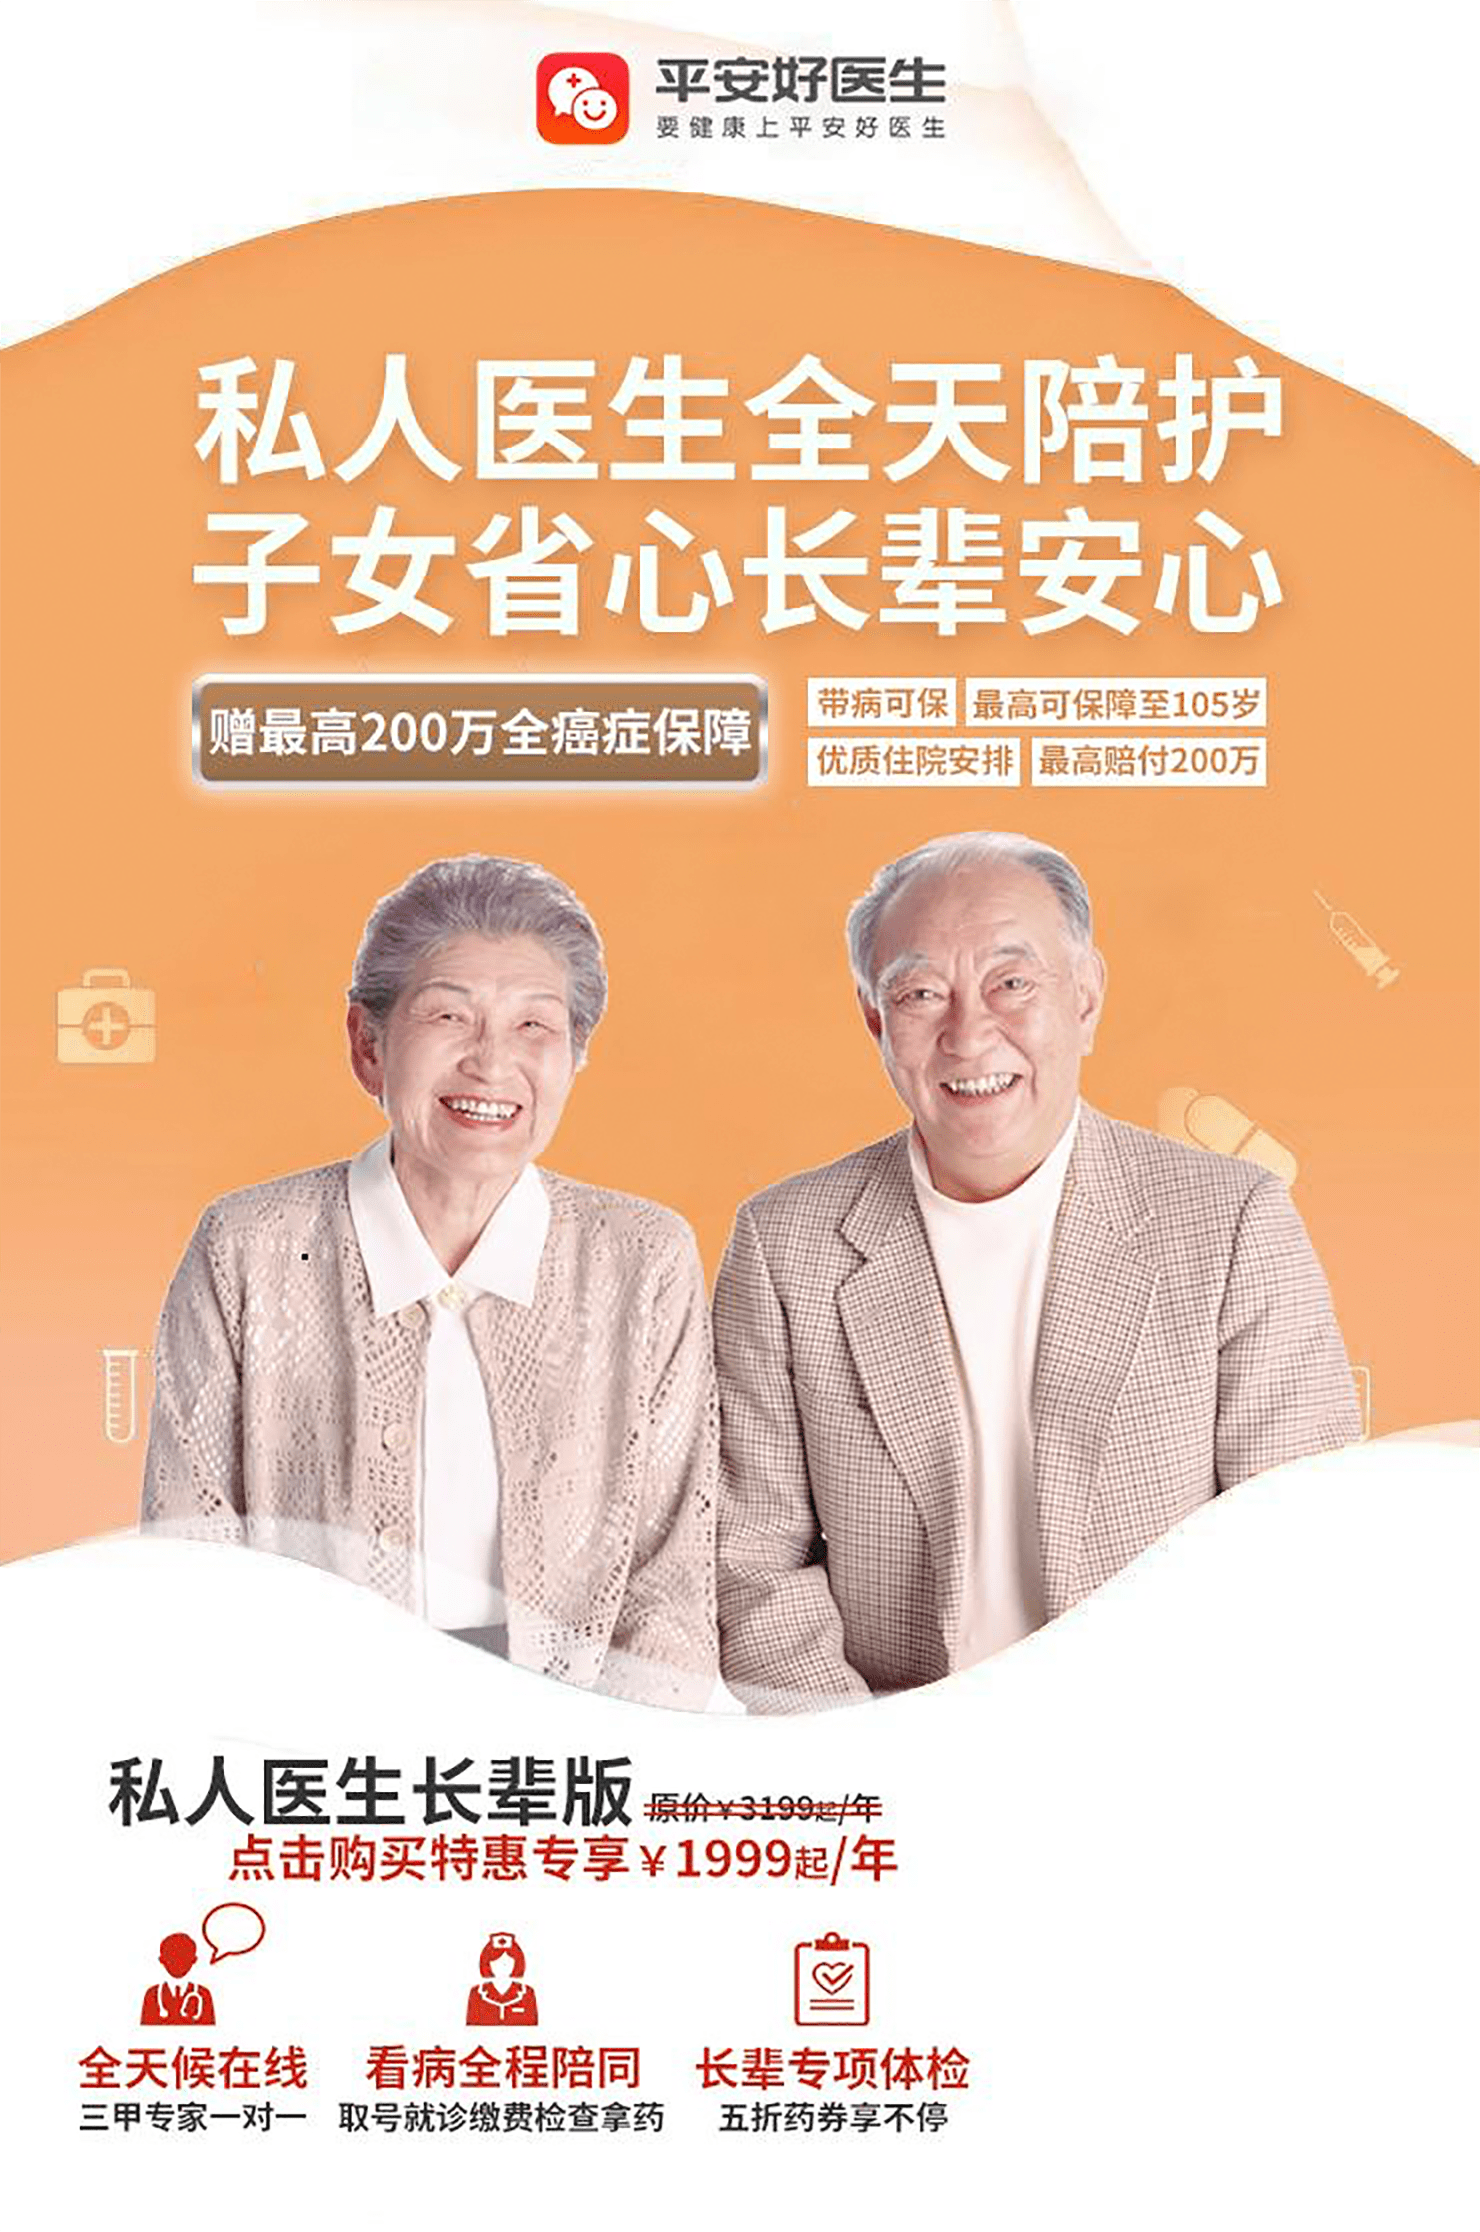 平安好医生
要健康上平安好医生
私人医生全天陪护
子女省心长辈安心
赠最高200万全癌症保障
带病可保 最高可保障至105岁
优质住院安排 最高赔付200万
私人医生长辈版 原价¥3199起/年
点击购买特惠专享¥1999起/年
全天候在线
三甲专家一对一
看病全程陪同
取号就诊缴费检查拿药
长辈专项体检
五折药券享不停